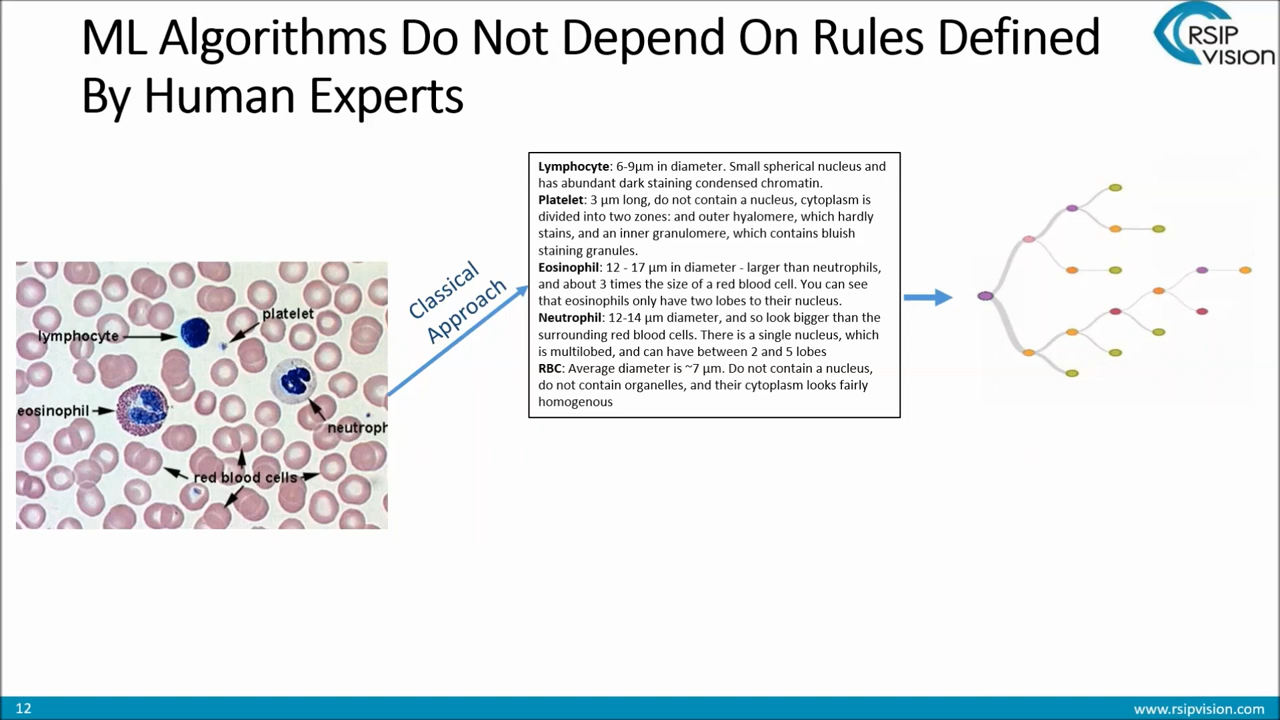 ML Algorithms Do Not Depend On Rules Defined
By Human Experts
RSIP
VISION
Classical
Approach
Lymphocyte: 6-9µm in diameter. Small spherical nucleus and
has abundant dark staining condensed chromatin.
Platelet: 3 µm long, do not contain a nucleus, cytoplasm is
divided into two zones: and outer hyalomere, which hardly
stains, and an inner granulomere, which contains bluish
staining granules.
Eosinophil: 12 - 17 µm in diameter - larger than neutrophils,
and about 3 times the size of a red blood cell. You can see
that eosinophils only have two lobes to their nucleus.
Neutrophil: 12-14 µm diameter, and so look bigger than the
surrounding red blood cells. There is a single nucleus, which
is multilobed, and can have between 2 and 5 lobes
RBC: Average diameter is ~7 µm. Do not contain a nucleus,
do not contain organelles, and their cytoplasm looks fairly
homogenous
platelet
lymphocyte
eosinophil
neutroph
red blood cells
12
www.rsipvision.com